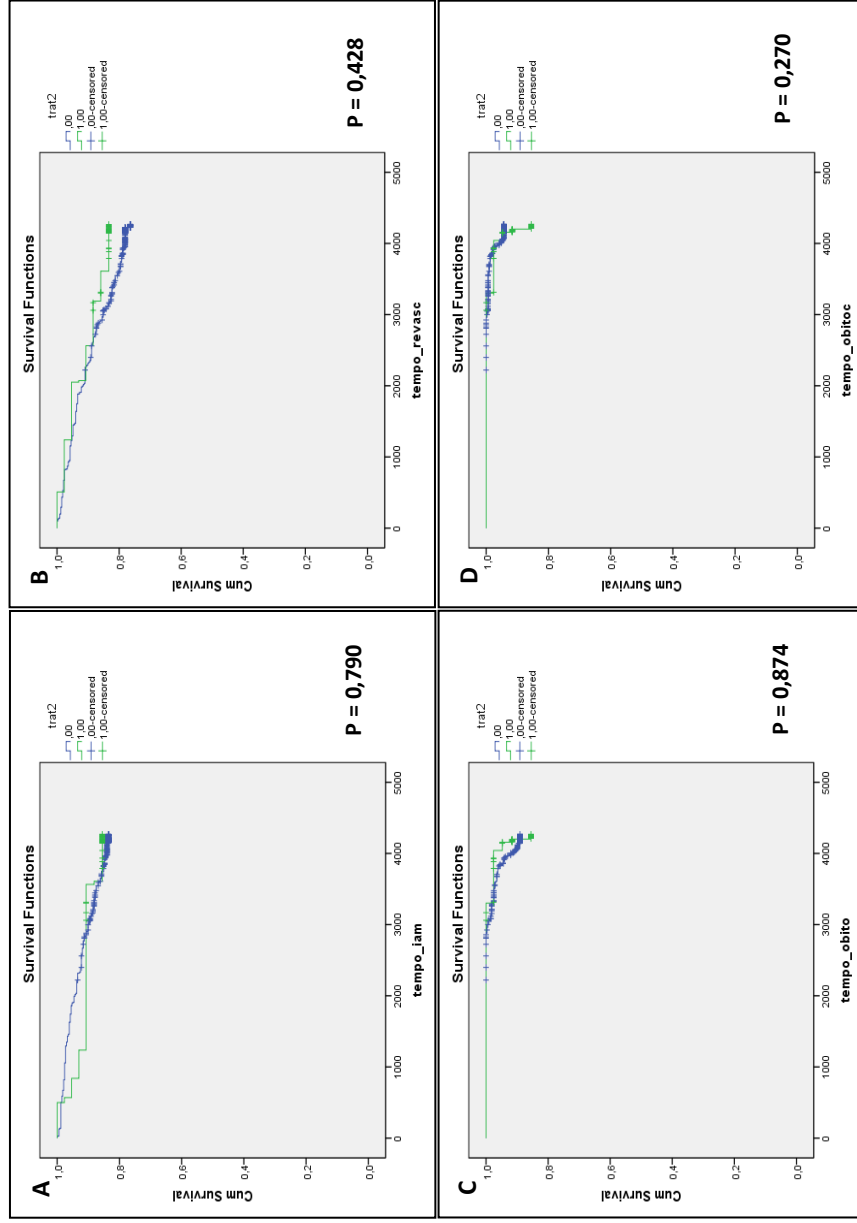 A
Survival Functions
Cum Survival
1,0
0,8
0,6
0,4
0,2
0,0
0
1000
2000
3000
4000
5000
tempo_iam
trat2
,00
1,00
,00-censored
1,00-censored
P = 0,790
B
Survival Functions
Cum Survival
1,0
0,8
0,6
0,4
0,2
0,0
0
1000
2000
3000
4000
5000
tempo_revasc
trat2
,00
1,00
,00-censored
1,00-censored
P = 0,428
C
Survival Functions
Cum Survival
1,0
0,8
0,6
0,4
0,2
0,0
0
1000
2000
3000
4000
5000
tempo_obito
trat2
,00
1,00
,00-censored
1,00-censored
P = 0,874
D
Survival Functions
Cum Survival
1,0
0,8
0,6
0,4
0,2
0,0
0
1000
2000
3000
4000
5000
tempo_obitoc
trat2
,00
1,00
,00-censored
1,00-censored
P = 0,270